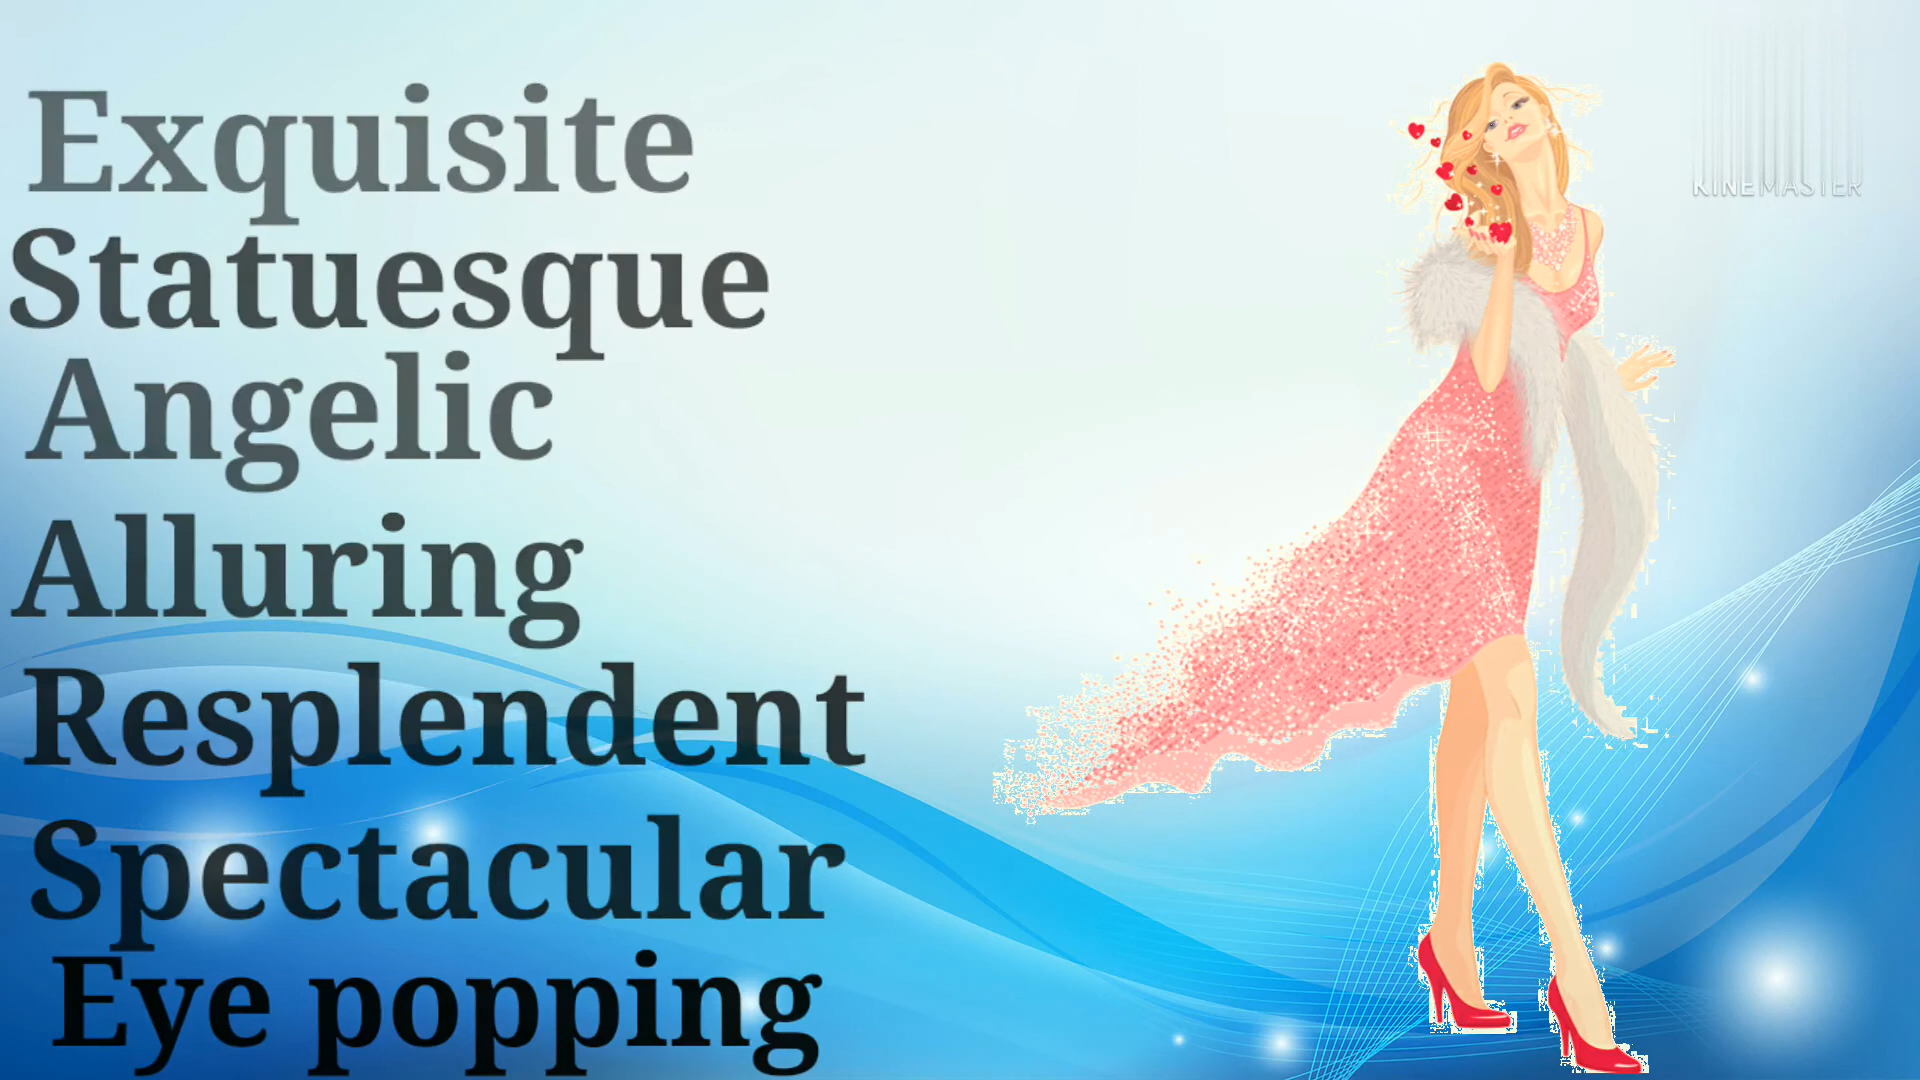 Exquisite
Statuesque
Angelic
Alluring
Resplendent
Spectacular
Eye popping
KINEMASTER